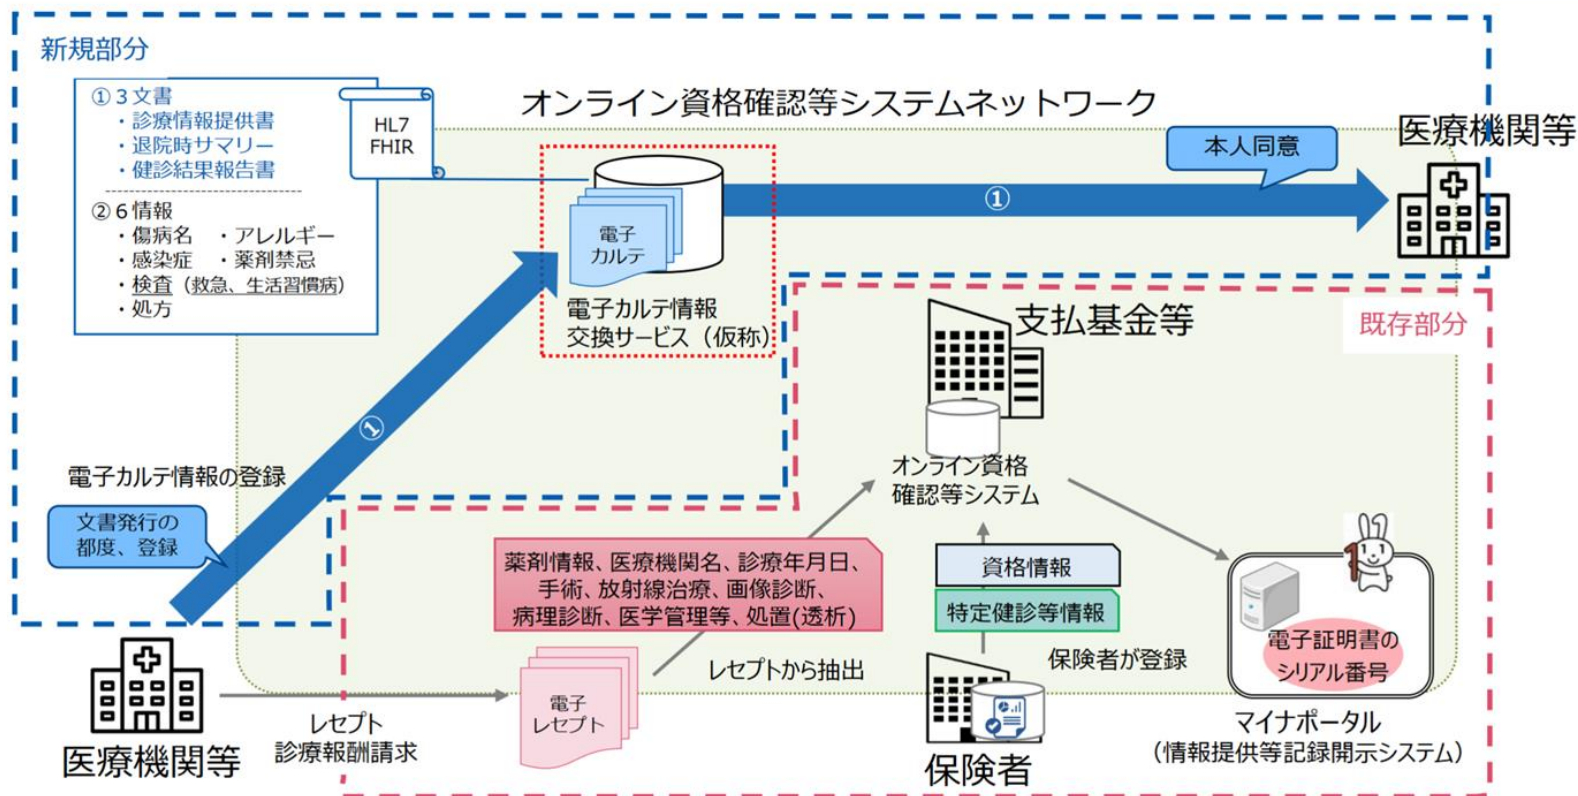 新規部分
①３文書
・診療情報提供書
・退院時サマリー
・健診結果報告書
②６情報
・傷病名　・アレルギー
・感染症　・薬剤禁忌
・検査（救急、生活習慣病）
・処方
HL7
FHIR
オンライン資格確認等システムネットワーク
本人同意
医療機関等
①
電子
カルテ
電子カルテ情報
交換サービス（仮称）
支払基金等
既存部分
①
電子カルテ情報の登録
文書発行の
都度、登録
オンライン資格
確認等システム
薬剤情報、医療機関名、診療年月日、
手術、放射線治療、画像診断、
病理診断、医学管理等、処置(透析)
資格情報
特定健診等情報
1
電子証明書の
シリアル番号
レセプトから抽出
保険者が登録
電子
レセプト
レセプト
診療報酬請求
医療機関等
保険者
マイナポータル
（情報提供等記録開示システム）